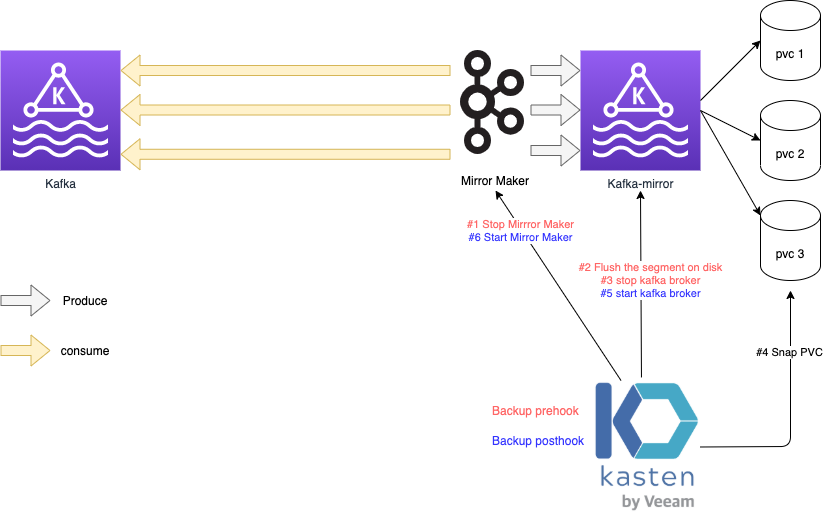 pvc 1
K
K
pvc 2
Kafka
Mirror Maker
Kafka-mirror
#1 Stop Mirrror Maker
#6 Start Mirror Maker
pvc 3
#2 Flush the segment on disk
#3 stop kafka broker
#5 start kafka broker
Produce
consume
#4 Snap PVC
Backup prehook
Backup posthook
kasten
by Veeam